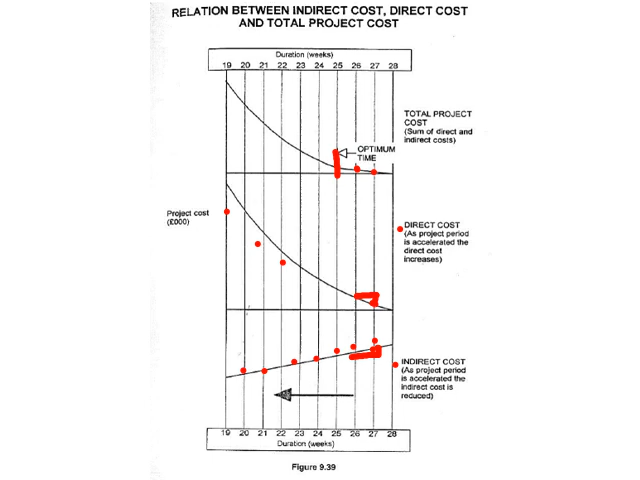 RELATION BETWEEN INDIRECT COST, DIRECT COST
AND TOTAL PROJECT COST
Duration (weeks)
19 20 21 22 23 24 25 26 27 28
TOTAL PROJECT
COST
(Sum of direct and
indirect costs)
OPTIMUM
TIME
Project cost
(£000)
DIRECT COST
(As project period
is accelerated the
direct cost
increases)
INDIRECT COST
(As project period
is accelerated the
indirect cost is
reduced)
19 20 21 22 23 24 25 26 27 28
Duration (weeks)
Figure 9.39